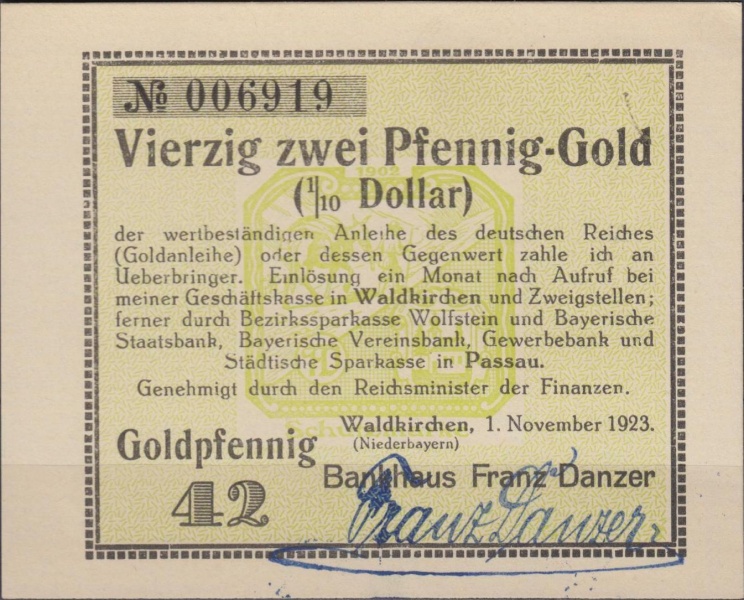 № 006919
Vierzig zwei Pfennig-Gold
(1/10 Dollar)
der wertbeständigen Anleihe des deutschen Reiches
(Goldanleihe) oder dessen Gegenwert zahle ich an
Ueberbringer. Einlösung ein Monat nach Aufruf bei
meiner Geschäftskasse in Waldkirchen und Zweigstellen;
ferner durch Bezirkssparkasse Wolfstein und Bayerische
Staatsbank, Bayerische Vereinsbank, Gewerbebank und
Städtische Sparkasse in Passau.
Genehmigt durch den Reichsminister der Finanzen.
Waldkirchen, 1. November 1923.
(Niederbayern)
Goldpfennig
42
Bankhaus Franz Danzer
Franz Danzer
1902